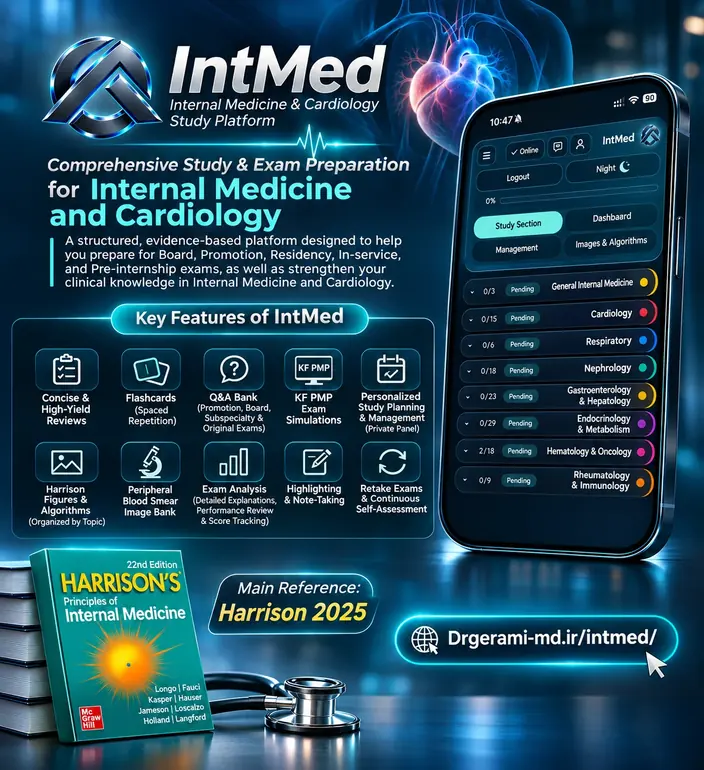 IntMed
Internal Medicine & Cardiology
Study Platform
Comprehensive Study & Exam Preparation
for Internal Medicine
and Cardiology
A structured, evidence-based platform designed to help
you prepare for Board, Promotion, Residency, In-service,
and Pre-internship exams, as well as strengthen your
clinical knowledge in Internal Medicine and Cardiology.
Key Features of IntMed
Concise &
High-Yield
Reviews
Flashcards
(Spaced
Repetition)
Q&A Bank
(Promotion, Board,
Subspecialty &
Original Exams)
KF PMP
KF PMP
Exam
Simulations
Personalized
Study Planning
& Management
(Private Panel)
Harrison
Figures &
Algorithms
(Organized by Topic)
Peripheral
Blood Smear
Image Bank
Exam Analysis
(Detailed Explanations,
Performance Review
& Score Tracking)
Highlighting
& Note-Taking
Retake Exams
& Continuous
Self-Assessment
10:47
90
Online
IntMed
Logout
Night
0%
Study Section
Dashboard
Management
Images & Algorithms
0/3 Pending General Internal Medicine
0/15 Pending Cardiology
0/6 Pending Respiratory
0/18 Pending Nephrology
0/23 Pending Gastroenterology
& Hepatology
0/29 Pending Endocrinology
& Metabolism
2/18 Pending Hematology & Oncology
0/9 Pending Rheumatology
& Immunology
22nd Edition
HARRISON'S
Principles of
Internal Medicine
Longo | Fauci
Kasper | Hauser
Jameson | Loscalzo
Holland | Langford
Mc
Graw
Hill
Main Reference:
Harrison 2025
Drgerami-md.ir/intmed/